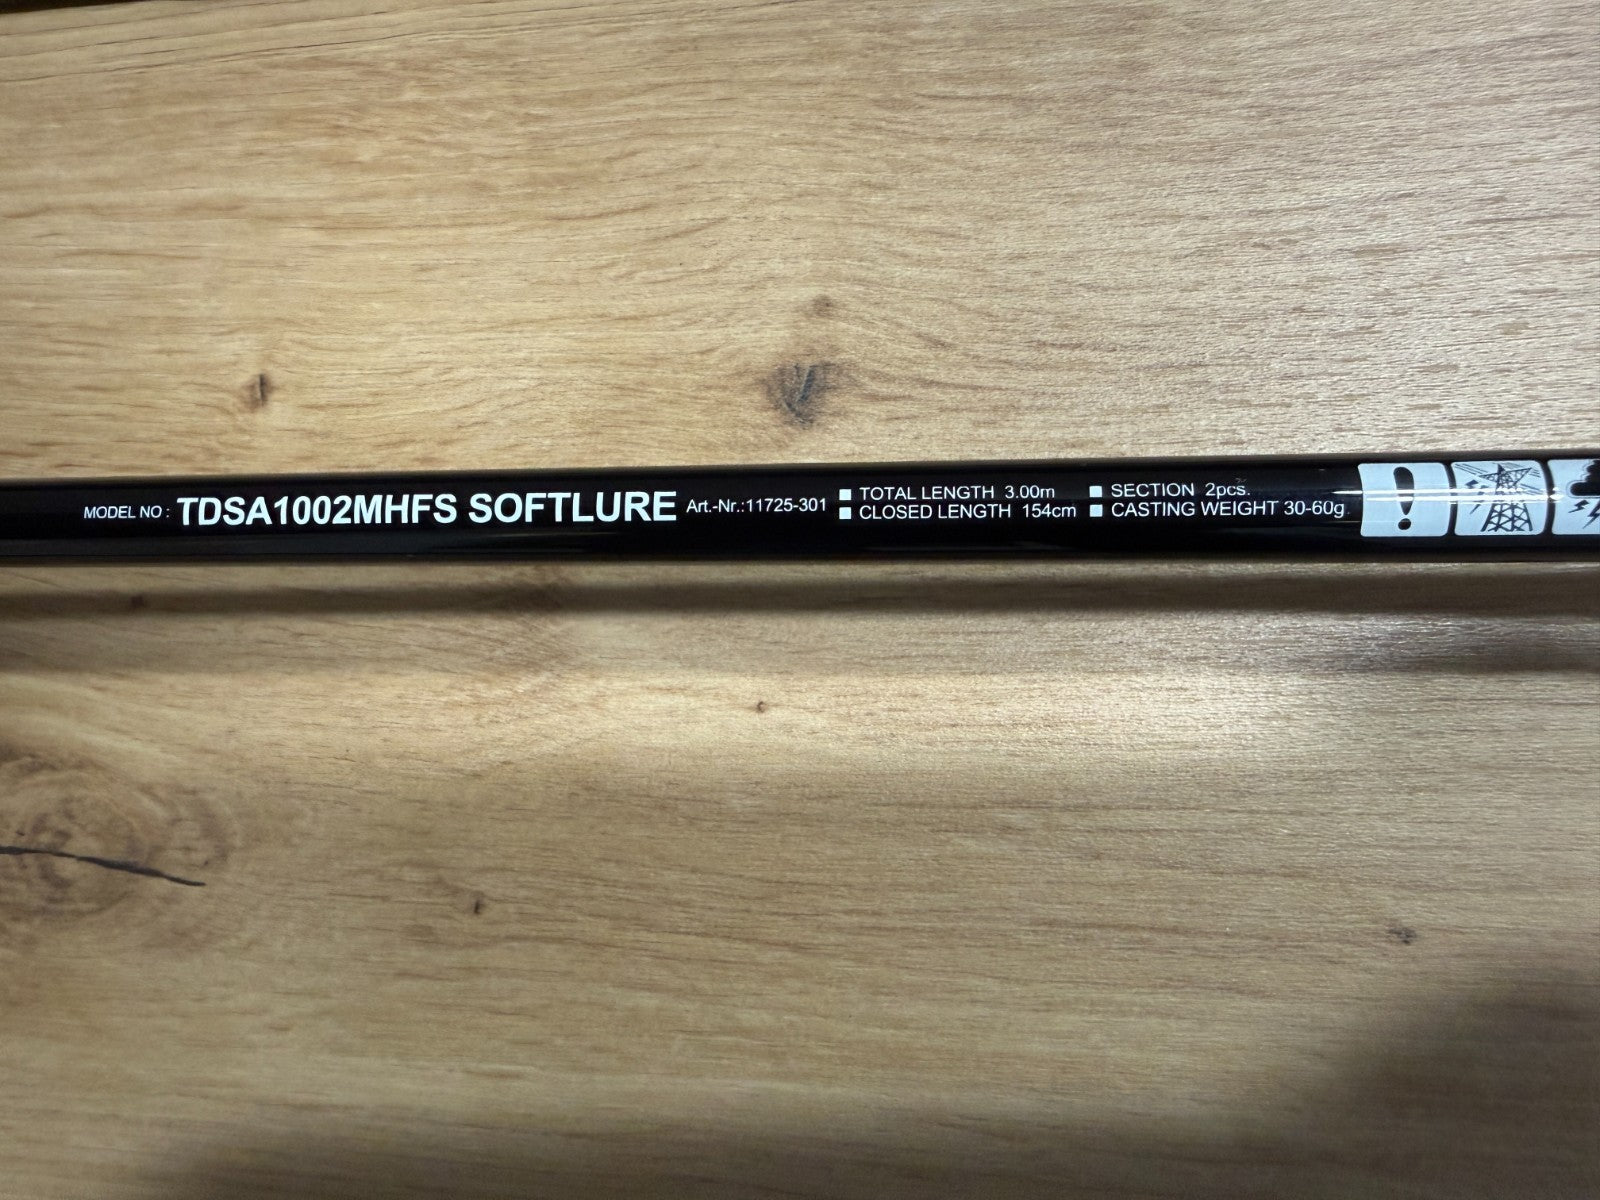 MODEL NO : TDSA1002MHFS SOFTLURE Art.-Nr.:11725-301
■ TOTAL LENGTH 3.00m ■ SECTION 2pcs.
■ CLOSED LENGTH 154cm ■ CASTING WEIGHT 30-60g.
!